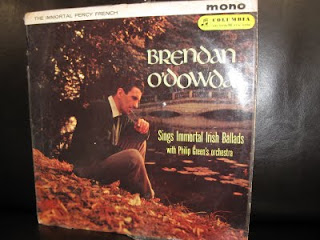 THE IMMORTAL PERCY FRENCH
mono
COLUMBIA
BRENDAN
O'DOWDA
Sings Immortal Irish Ballads
with Philip Green's orchestra